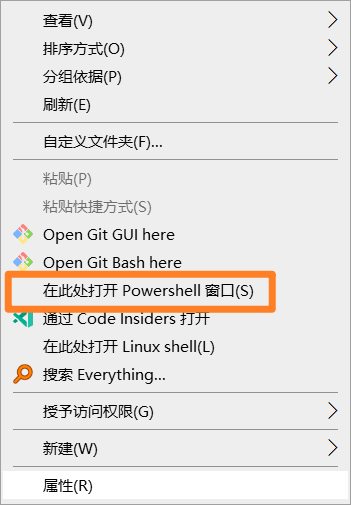 查看(V)
排序方式(O)
分组依据(P)
刷新(E)
自定义文件夹(F)...
粘贴(P)
粘贴快捷方式(S)
Open Git GUI here
Open Git Bash here
在此处打开 Powershell 窗口(S)
通过 Code Insiders 打开
在此处打开 Linux shell(L)
搜索 Everything...
授予访问权限(G)
新建(W)
属性(R)